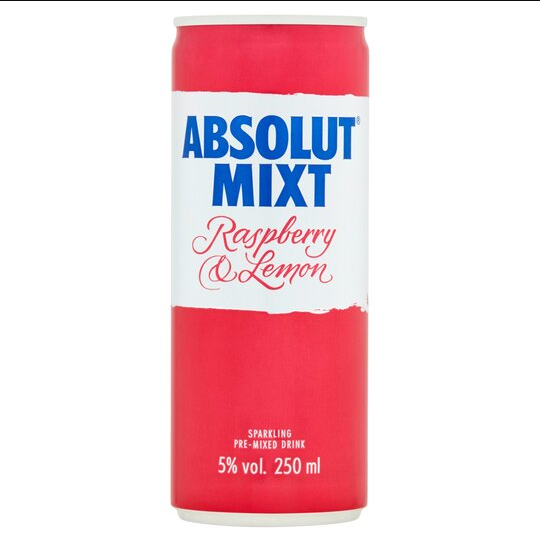 ABSOLUT®
MIXT
Raspberry
& Lemon
SPARKLING
PRE-MIXED DRINK
5% vol. 250 ml